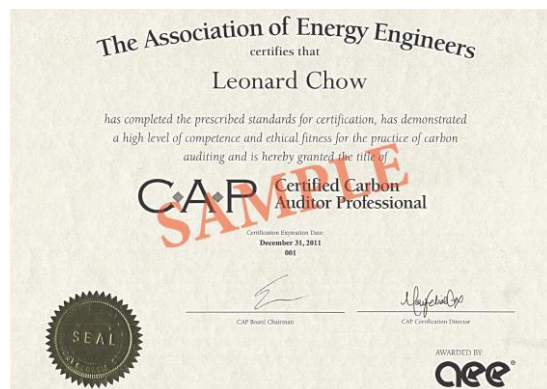 The Association of Energy Engineers
certifies that
Leonard Chow
has completed the prescribed standards for certification, has demonstrated
a high level of competence and ethical fitness for the practice of carbon
auditing and is hereby granted the title of
C•A•P Certified Carbon
Auditor Professional
SAMPLE
Certification Expiration Date:
December 31, 2011
001
CAP Board Chairman
CAP Certification Director
SEAL
AWARDED BY:
aee®